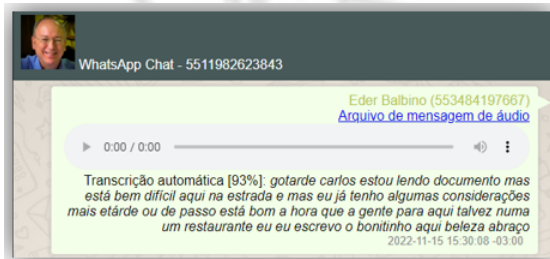 WhatsApp Chat - 5511982623843
Eder Balbino (553484197667)
Arquivo de mensagem de áudio
0:00 / 0:00
Transcrição automática [93%]: gotarde carlos estou lendo documento mas
está bem difícil aqui na estrada e mas eu já tenho algumas considerações
mais etárde ou de passo está bom a hora que a gente para aqui talvez numa
um restaurante eu eu escrevo o bonitinho aqui beleza abraço
2022-11-15 15:30:08 -03:00